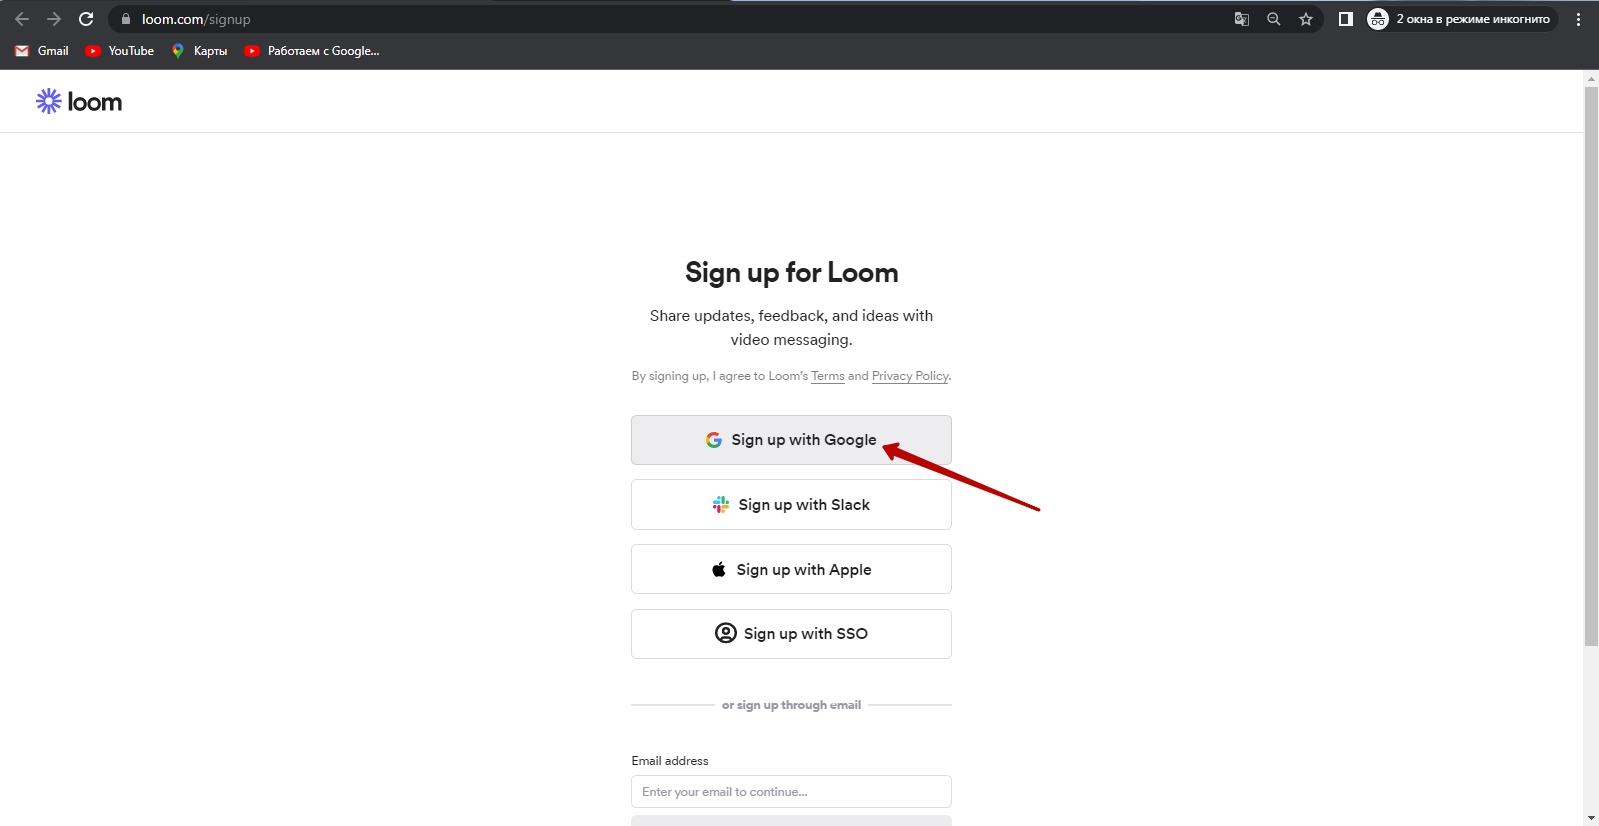 loom.com/signup
2 окна в режиме инкогнито
Gmail
YouTube
Карты
Работаем с Google...
loom
Sign up for Loom
Share updates, feedback, and ideas with
video messaging.
By signing up, I agree to Loom's Terms and Privacy Policy.
Sign up with Google
Sign up with Slack
Sign up with Apple
Sign up with SSO
or sign up through email
Email address
Enter your email to continue...